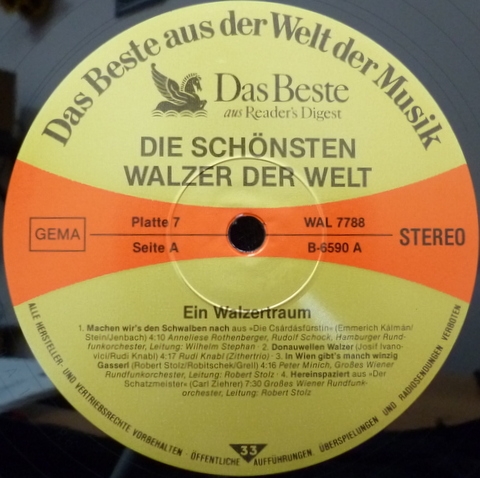 Das Beste aus der Welt der Musik
Das Beste
aus Reader's Digest
DIE SCHÖNSTEN
WALZER DER WELT
GEMA
Platte 7
WAL 7788
Seite A
B-6590 A
STEREO
Ein Walzertraum
1. Machen wir's den Schwalben nach aus »Die Csárdásfürstin« (Emmerich Kálmán/
Stein/Jenbach) 4:10 Anneliese Rothenberger, Rudolf Schock, Hamburger Rund-
funkorchester, Leitung: Wilhelm Stephan · 2. Donauwellen Walzer (Josif Ivano-
vici/Rudi Knabl) 4:17 Rudi Knabl (Zithertrio) · 3. In Wien gibt's manch winzig
Gasserl (Robert Stolz/Robitschek/Grell) 4:16 Peter Minich, Großes Wiener
Rundfunkorchester, Leitung: Robert Stolz · 4. Hereinspaziert aus »Der
Schatzmeister« (Carl Ziehrer) 7:30 Großes Wiener Rundfunk-
orchester, Leitung: Robert Stolz
33
ALLE HERSTELLER- UND VERTRIEBSRECHTE VORBEHALTEN · ÖFFENTLICHE AUFFÜHRUNGEN ÜBERSPIELUNGEN UND RADIOSENDUNGEN VERBOTEN